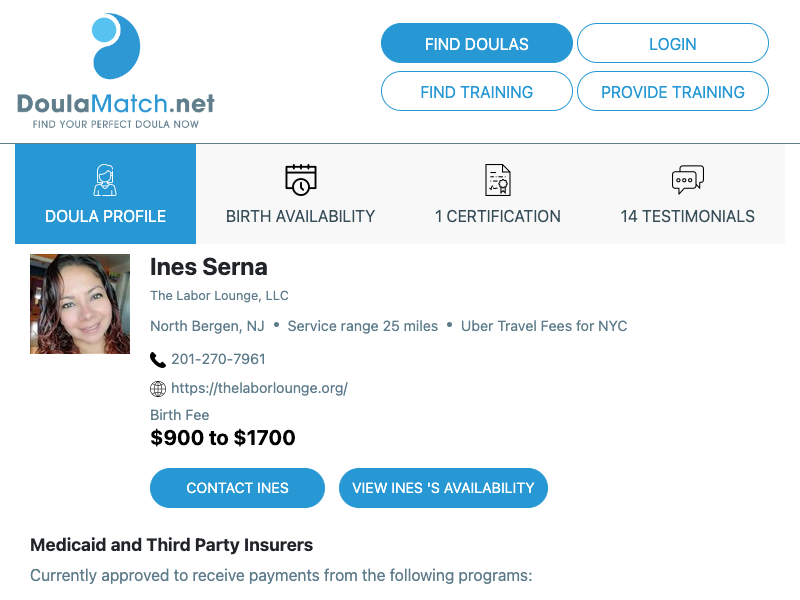 DoulaMatch.net
FIND YOUR PERFECT DOULA NOW
FIND DOULAS
LOGIN
FIND TRAINING
PROVIDE TRAINING
DOULA PROFILE
BIRTH AVAILABILITY
1 CERTIFICATION
14 TESTIMONIALS
Ines Serna
The Labor Lounge, LLC
North Bergen, NJ • Service range 25 miles • Uber Travel Fees for NYC
201-270-7961
https://thelaborlounge.org/
Birth Fee
$900 to $1700
CONTACT INES
VIEW INES 'S AVAILABILITY
Medicaid and Third Party Insurers
Currently approved to receive payments from the following programs: